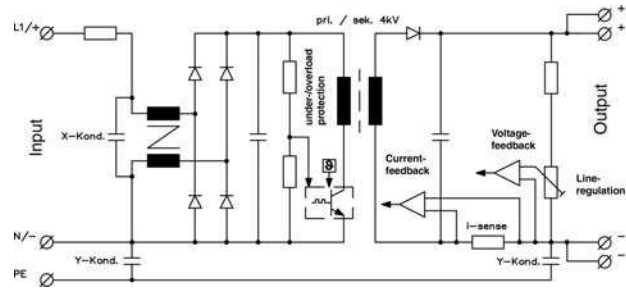 L1/+
prI. / sek. 4kV
+
+
under-/overload
protection
X-Kond.
Input
Output
Voltage-
feedback
Current-
feedback
Line-
regulation
ϑ
I-sense
N/-
-
-
Y-Kond.
Y-Kond.
PE